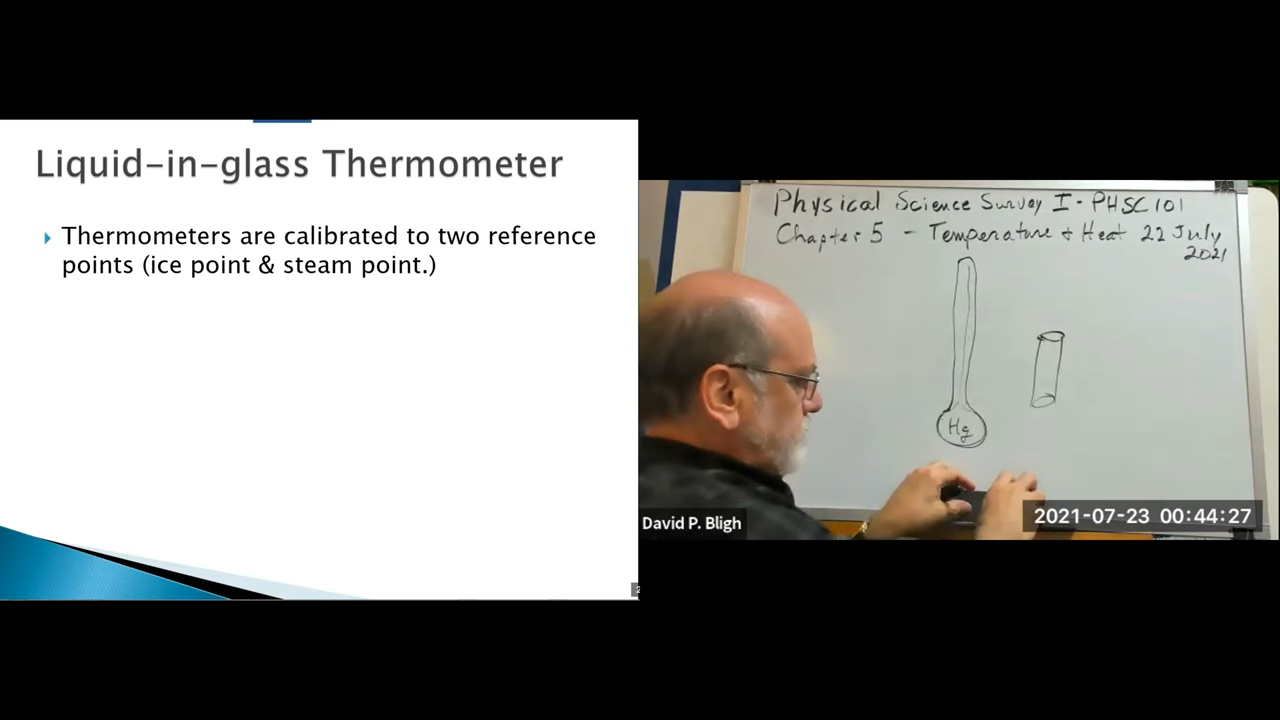 Liquid-in-glass Thermometer
Thermometers are calibrated to two reference
points (ice point & steam point.)
Physical Science Survey I - PHSC 101
Chapter 5 - Temperature & Heat 22 July
2021
Hg
David P. Bligh
2021-07-23 00:44:27